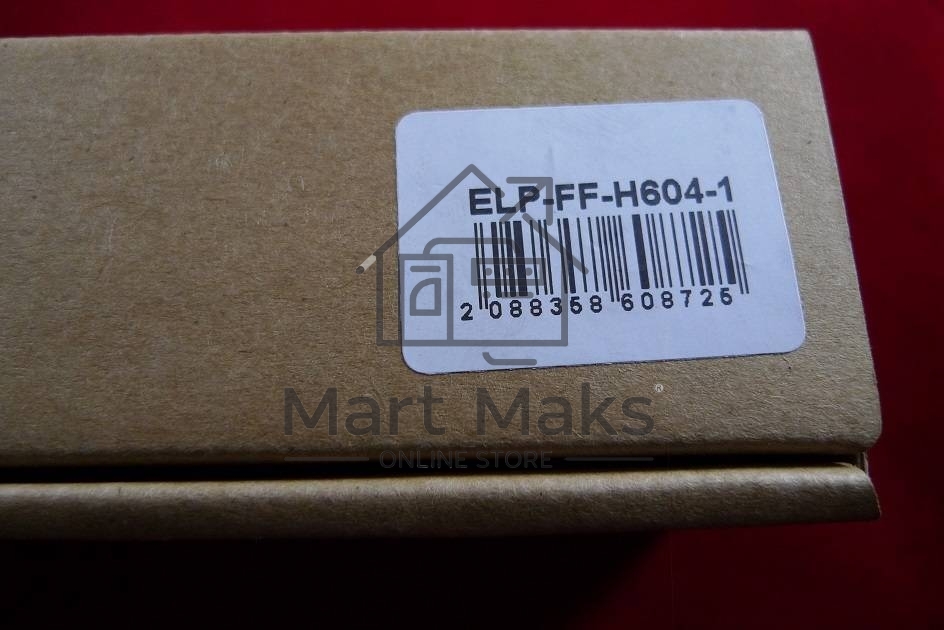 ELP-FF-H604-1
2 088358 608725
Mart Maks®
ONLINE STORE